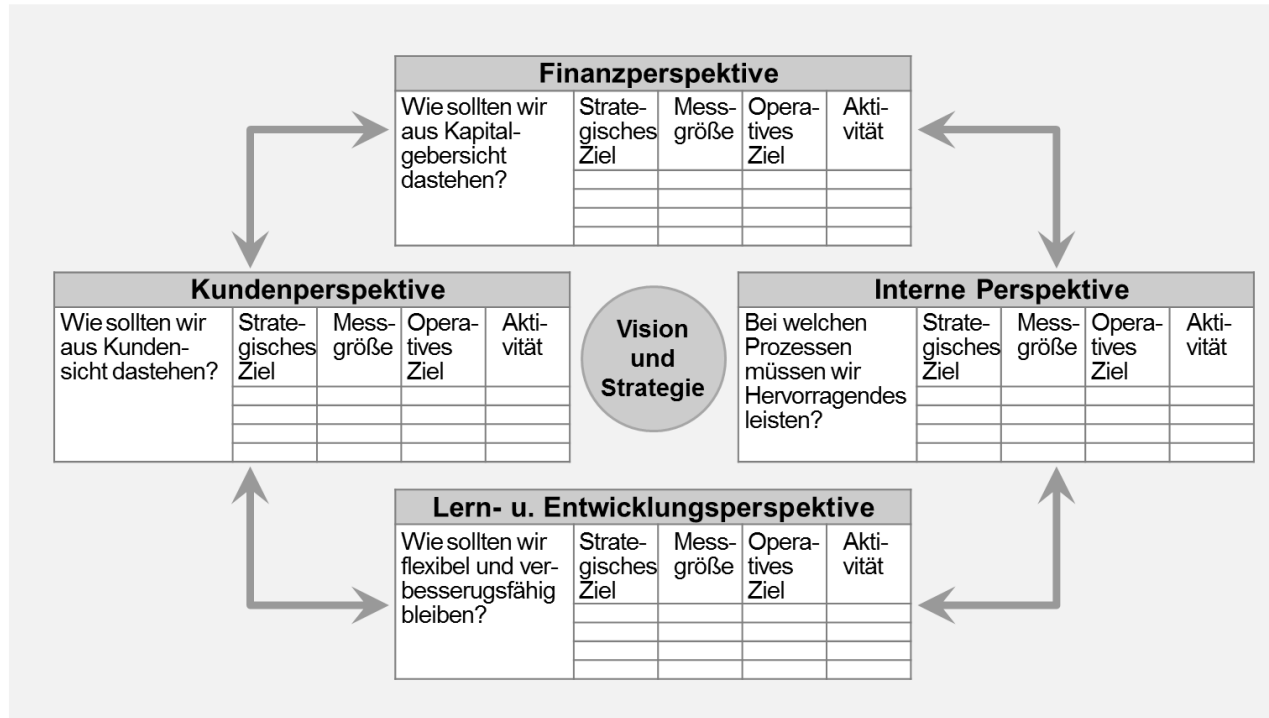 Finanzperspektive
Wie sollten wir
aus Kapital-
gebersicht
dastehen?
Strate-
gisches
Ziel
Mess-
größe
Opera-
tives
Ziel
Akti-
vität
Kundenperspektive
Wie sollten wir
aus Kunden-
sicht dastehen?
Strate-
gisches
Ziel
Mess-
größe
Opera-
tives
Ziel
Akti-
vität
Vision
und
Strategie
Interne Perspektive
Bei welchen
Prozessen
müssen wir
Hervorragendes
leisten?
Strate-
gisches
Ziel
Mess-
größe
Opera-
tives
Ziel
Akti-
vität
Lern- u. Entwicklungsperspektive
Wie sollten wir
flexibel und ver-
besserugsfähig
bleiben?
Strate-
gisches
Ziel
Mess-
größe
Opera-
tives
Ziel
Akti-
vität